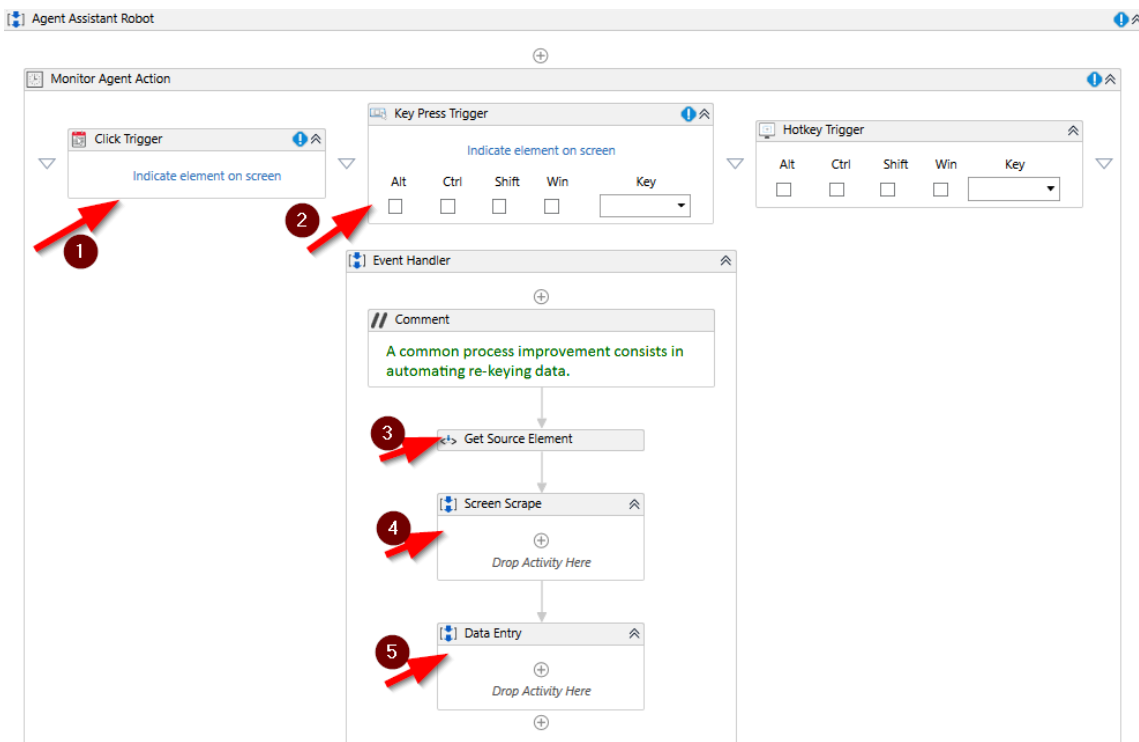 Agent Assistant Robot
Monitor Agent Action
Click Trigger
Indicate element on screen
1
Key Press Trigger
Indicate element on screen
Alt Ctrl Shift Win Key
2
Hotkey Trigger
Alt Ctrl Shift Win Key
Event Handler
// Comment
A common process improvement consists in
automating re-keying data.
3
Get Source Element
Screen Scrape
4
Drop Activity Here
Data Entry
5
Drop Activity Here